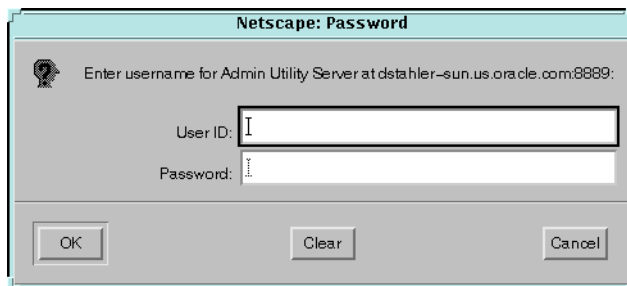 Netscape: Password
Enter username for Admin Utility Server at dstahler-sun.us.oracle.com:8889:
User ID:
Password:
OK Clear Cancel